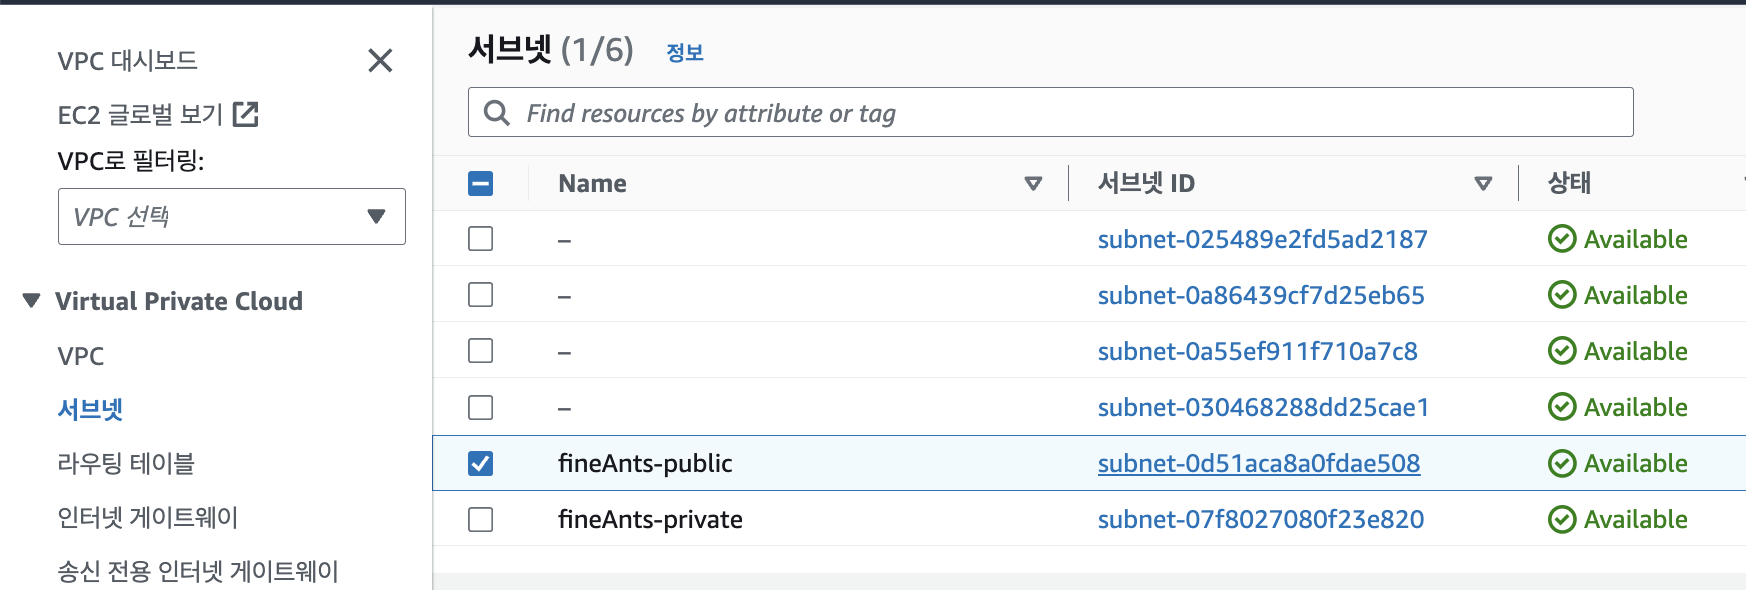 VPC 대시보드
EC2 글로벌 보기
VPC로 필터링:
VPC 선택
Virtual Private Cloud
VPC
서브넷
라우팅 테이블
인터넷 게이트웨이
송신 전용 인터넷 게이트웨이
서브넷 (1/6) 정보
Find resources by attribute or tag
Name 서브넷 ID 상태
– subnet-025489e2fd5ad2187 Available
– subnet-0a86439cf7d25eb65 Available
– subnet-0a55ef911f710a7c8 Available
– subnet-030468288dd25cae1 Available
fineAnts-public subnet-0d51aca8a0fdae508 Available
fineAnts-private subnet-07f8027080f23e820 Available